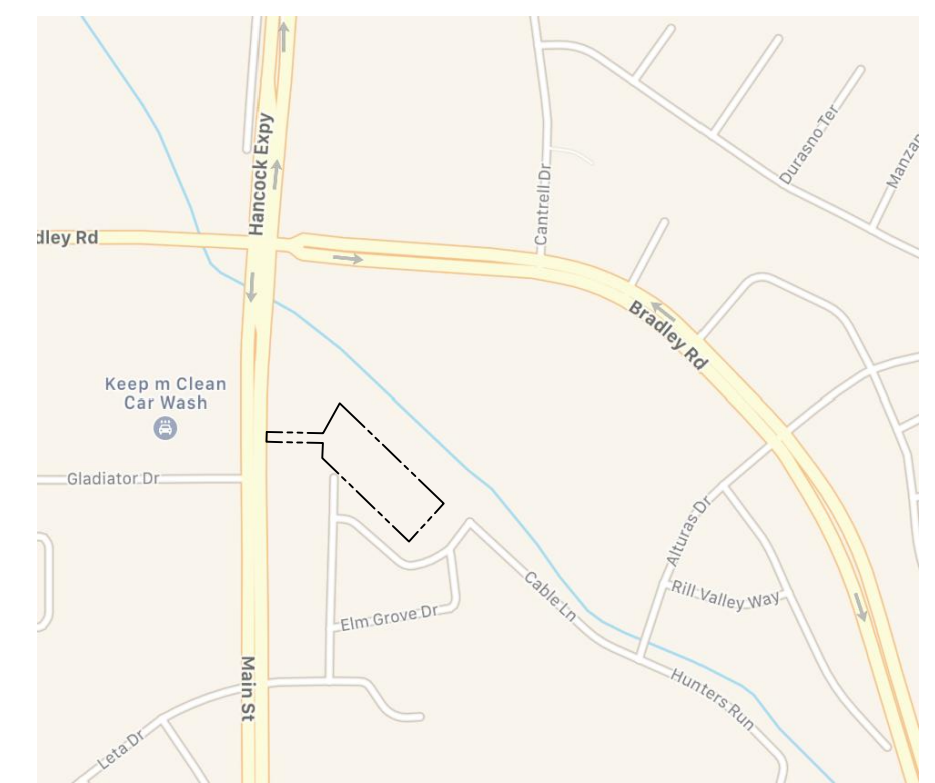 Hancock Expy
Cantrell Dr
Durasno Ter
Manzan
dley Rd
Bradley Rd
Keep m Clean
Car Wash
Gladiator Dr
Alturas Dr
Rill Valley Way
Cable Ln
Elm Grove Dr
Main St
Hunters Run
Leta Dr